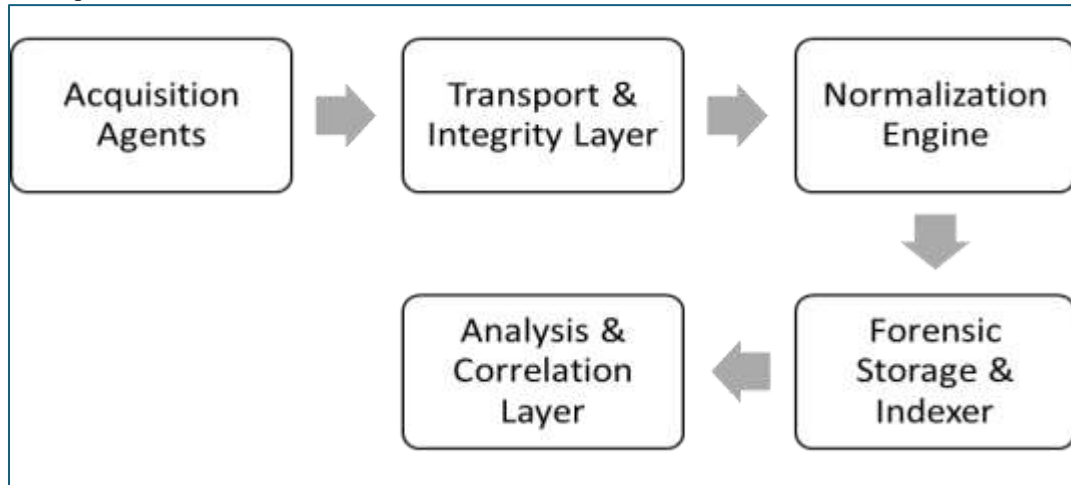 Acquisition
Agents
Transport &
Integrity Layer
Normalization
Engine
Analysis &
Correlation
Layer
Forensic
Storage &
Indexer